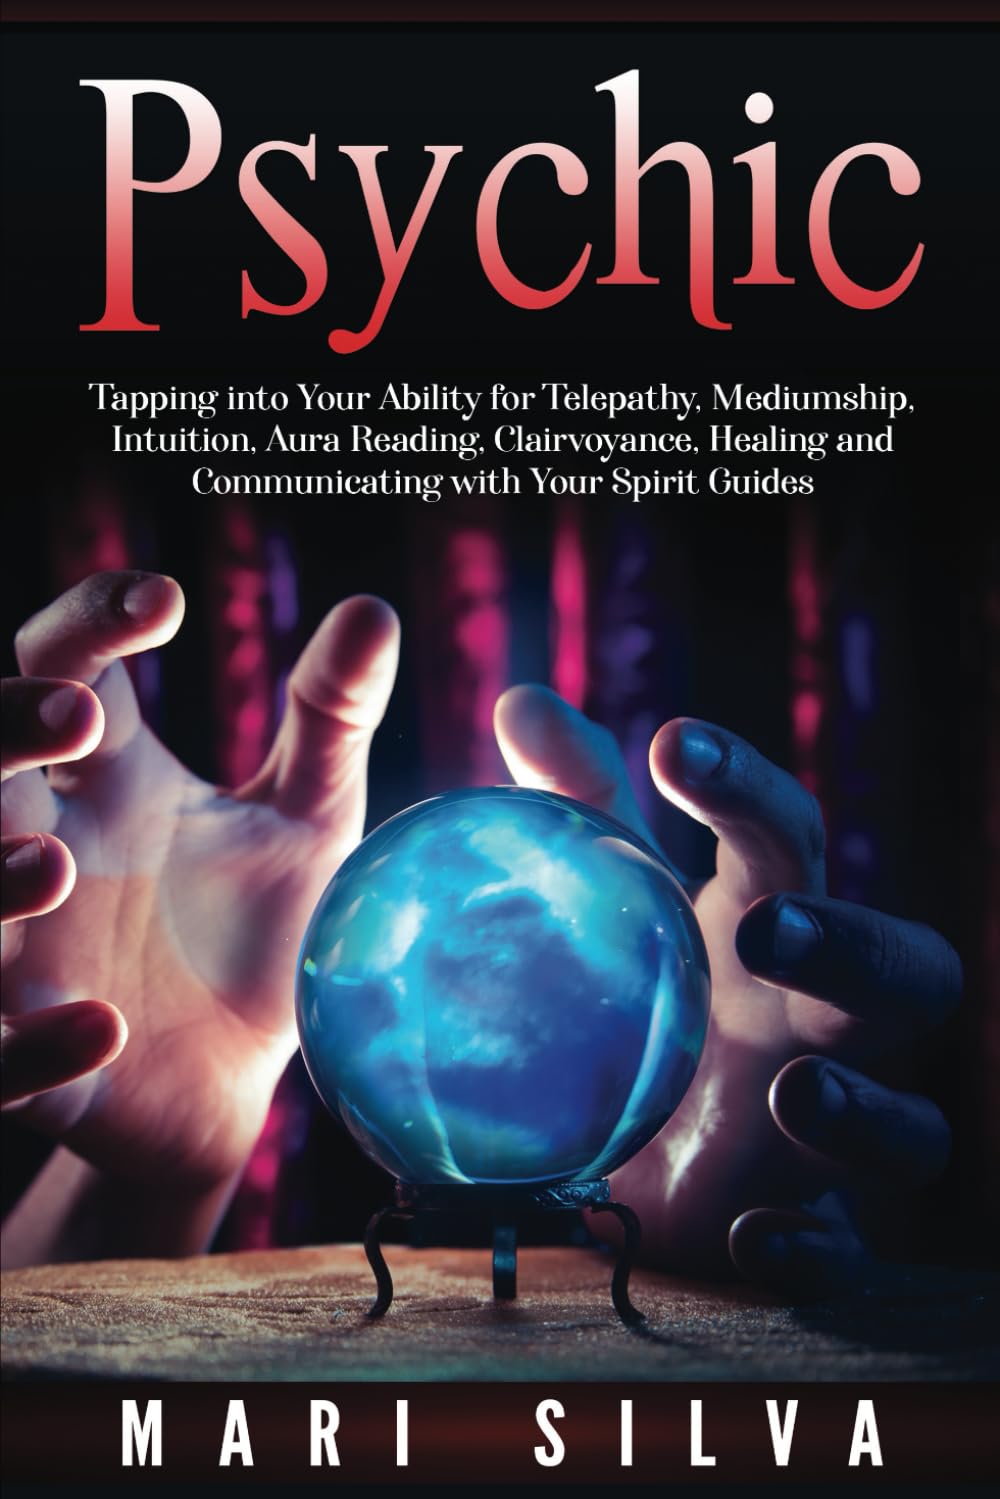 Psychic
Tapping into Your Ability for Telepathy, Mediumship,
Intuition, Aura Reading, Clairvoyance, Healing and
Communicating with Your Spirit Guides
MARI SILVA